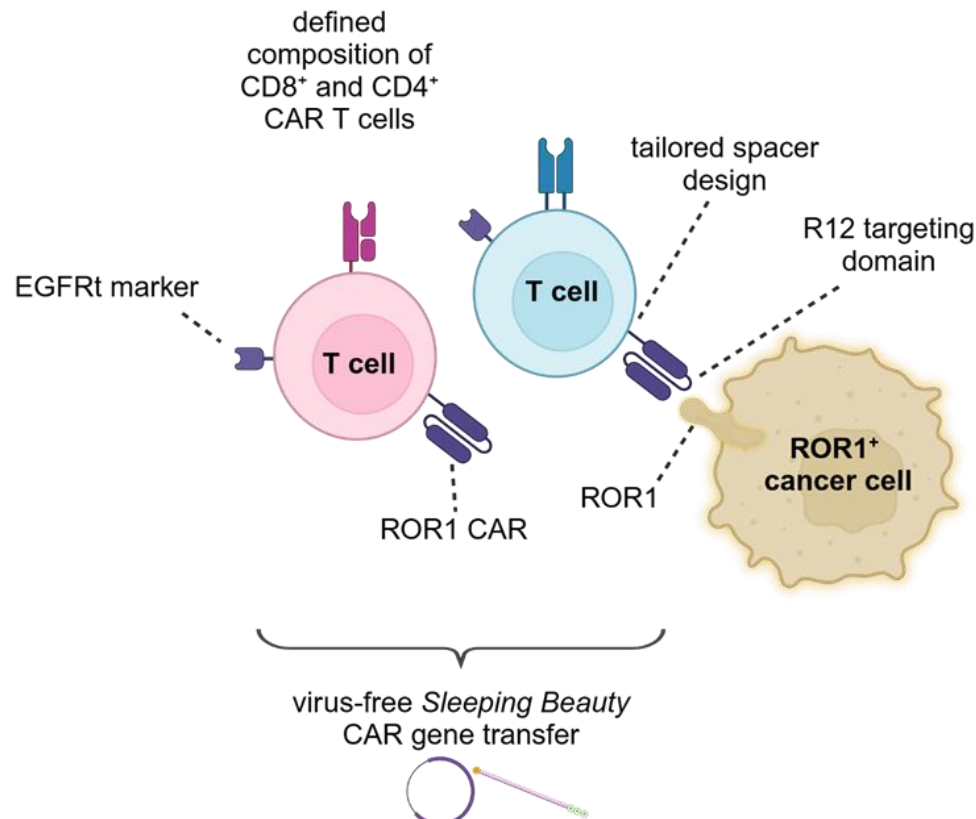 defined
composition of
CD8⁺ and CD4⁺
CAR T cells
tailored spacer
design
R12 targeting
domain
EGFRt marker
T cell
T cell
ROR1⁺
cancer cell
ROR1
ROR1 CAR
virus-free Sleeping Beauty
CAR gene transfer